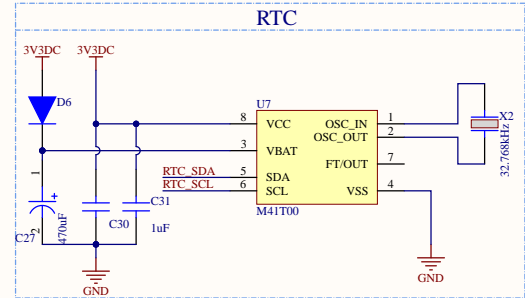 RTC
3V3DC 3V3DC
D6
U7
8 VCC OSC_IN 1
OSC_OUT 2
X2
32.768kHz
3 VBAT
FT/OUT 7
RTC_SDA 5 SDA
RTC_SCL 6 SCL VSS 4
M41T00
1
+
2
C27
470uF
C30
C31
1uF
GND
GND